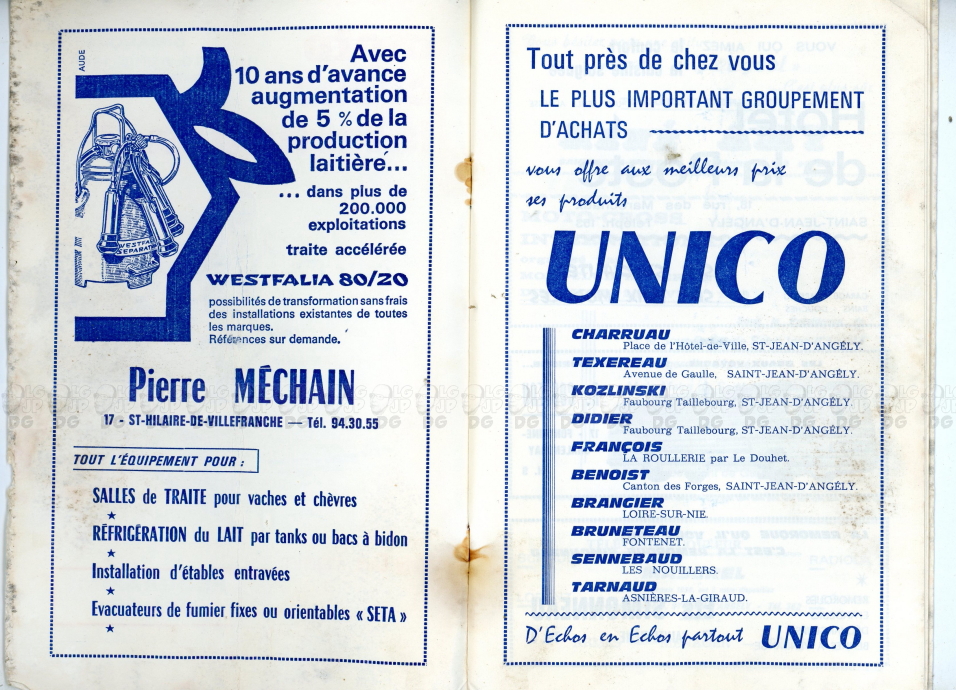 AUDE
Avec
10 ans d'avance
augmentation
de 5 % de la
production
laitière...
... dans plus de
200.000
exploitations
traite accélérée
WESTFALIA 80/20
possibilités de transformation sans frais
des installations existantes de toutes
les marques.
Références sur demande.
WESTFALIA
SEPARATOR
Pierre MÉCHAIN
17 - ST-HILAIRE-DE-VILLEFRANCHE — Tél. 94.30.55
TOUT L'ÉQUIPEMENT POUR :
SALLES de TRAITE pour vaches et chèvres
RÉFRIGÉRATION du LAIT par tanks ou bacs à bidon
Installation d'étables entravées
Evacuateurs de fumier fixes ou orientables « SETA »
Tout près de chez vous
LE PLUS IMPORTANT GROUPEMENT
D'ACHATS
vous offre aux meilleurs prix
ses produits
UNICO
CHARRUAU
Place de l'Hôtel-de-Ville, ST-JEAN-D'ANGÉLY.
TEXEREAU
Avenue de Gaulle, SAINT-JEAN-D'ANGÉLY.
KOZLINSKI
Faubourg Taillebourg, ST-JEAN-D'ANGÉLY.
DIDIER
Faubourg Taillebourg, ST-JEAN-D'ANGÉLY.
FRANÇOIS
LA ROULLERIE par Le Douhet.
BENOIST
Canton des Forges, SAINT-JEAN-D'ANGÉLY.
BRANGIER
LOIRE-SUR-NIE.
BRUNETEAU
FONTENET.
SENNEBAUD
LES NOUILLERS.
TARNAUD
ASNIÈRES-LA-GIRAUD.
D'Echos en Echos partout UNICO